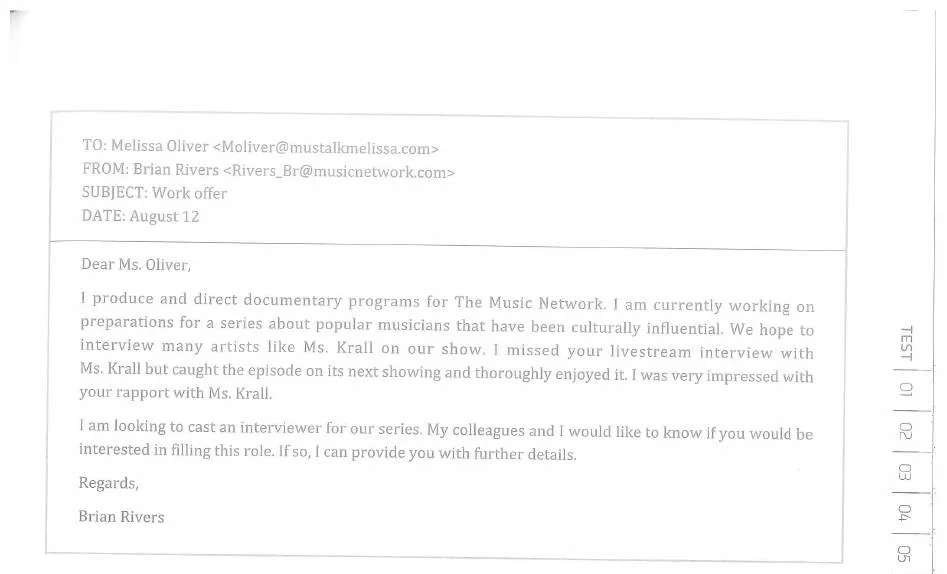 TO: Melissa Oliver <Moliver@mustalkmelissa.com>
FROM: Brian Rivers <Rivers_Br@musicnetwork.com>
SUBJECT: Work offer
DATE: August 12
Dear Ms. Oliver,
I produce and direct documentary programs for The Music Network. I am currently working on
preparations for a series about popular musicians that have been culturally influential. We hope to
interview many artists like Ms. Krall on our show. I missed your livestream interview with
Ms. Krall but caught the episode on its next showing and thoroughly enjoyed it. I was very impressed with
your rapport with Ms. Krall.
I am looking to cast an interviewer for our series. My colleagues and I would like to know if you would be
interested in filling this role. If so, I can provide you with further details.
Regards,
Brian Rivers
TEST
01
02
03
04
05